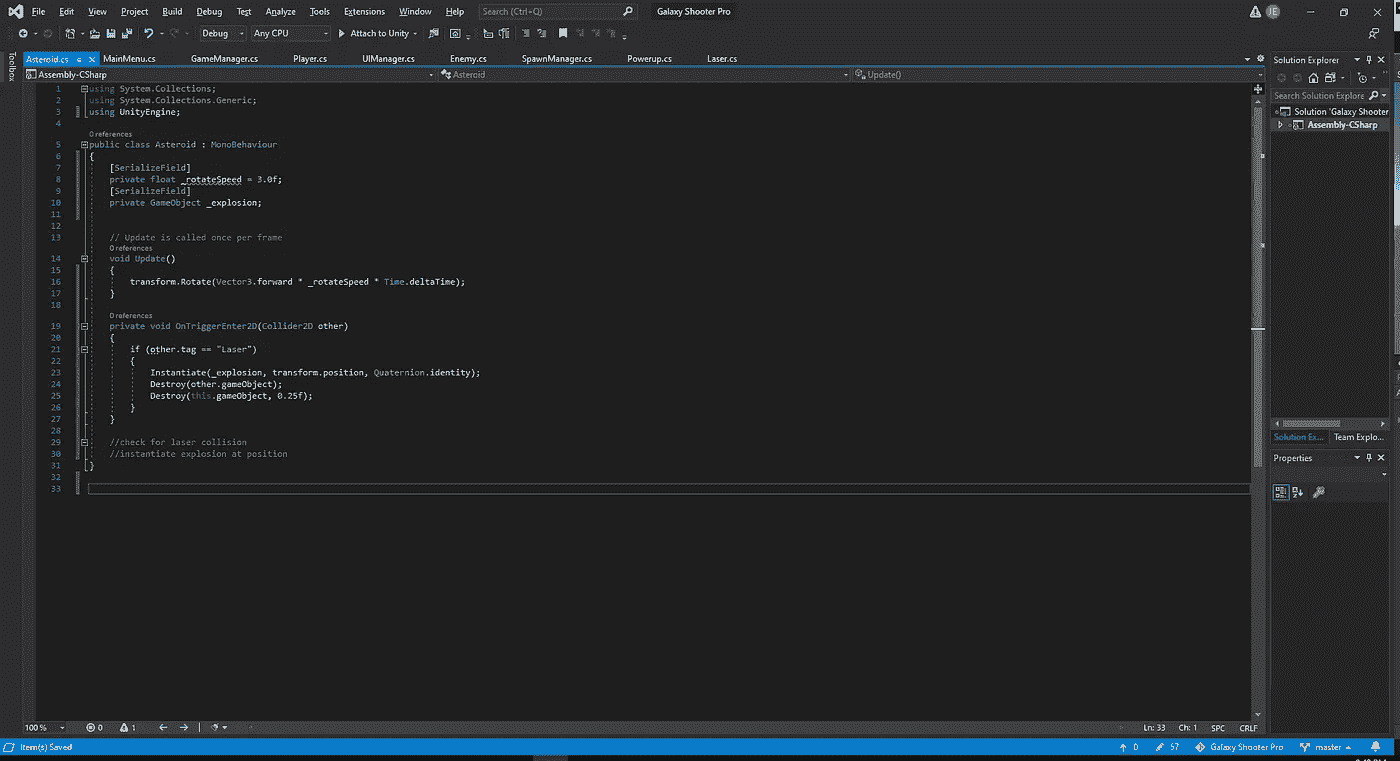 File Edit View Project Build Debug Test Analyze Tools Extensions Window Help Search (Ctrl+Q) Galaxy Shooter Pro JE
Debug Any CPU Attach to Unity
Toolbox
Asteroid.cs MainMenu.cs GameManager.cs Player.cs UIManager.cs Enemy.cs SpawnManager.cs Powerup.cs Laser.cs
Assembly-CSharp Asteroid Update()
1 using System.Collections;
2 using System.Collections.Generic;
3 using UnityEngine;
4
0 references
5 public class Asteroid : MonoBehaviour
6 {
7 [SerializeField]
8 private float _rotateSpeed = 3.0f;
9 [SerializeField]
10 private GameObject _explosion;
11
12
13 // Update is called once per frame
0 references
14 void Update()
15 {
16 transform.Rotate(Vector3.forward * _rotateSpeed * Time.deltaTime);
17 }
18
0 references
19 private void OnTriggerEnter2D(Collider2D other)
20 {
21 if (other.tag == "Laser")
22 {
23 Instantiate(_explosion, transform.position, Quaternion.identity);
24 Destroy(other.gameObject);
25 Destroy(this.gameObject, 0.25f);
26 }
27 }
28
29 //check for laser collision
30 //instantiate explosion at position
31 }
32
33
Solution Explorer
Search Solution Explore
Solution 'Galaxy Shooter
Assembly-CSharp
Solution Ex... Team Explo...
Properties
100 % 0 1 Ln: 33 Ch: 1 SPC CRLF
Item(s) Saved 0 57 Galaxy Shooter Pro master